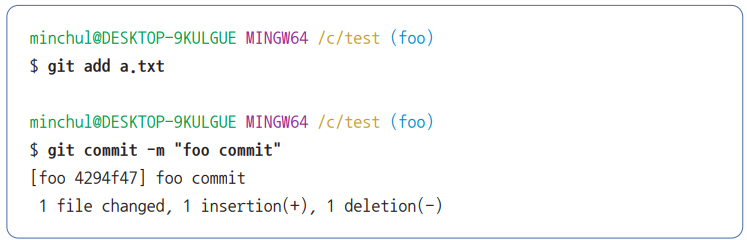 minchul@DESKTOP-9KULGUE MINGW64 /c/test (foo)
$ git add a.txt
minchul@DESKTOP-9KULGUE MINGW64 /c/test (foo)
$ git commit -m "foo commit"
[foo 4294f47] foo commit
 1 file changed, 1 insertion(+), 1 deletion(-)